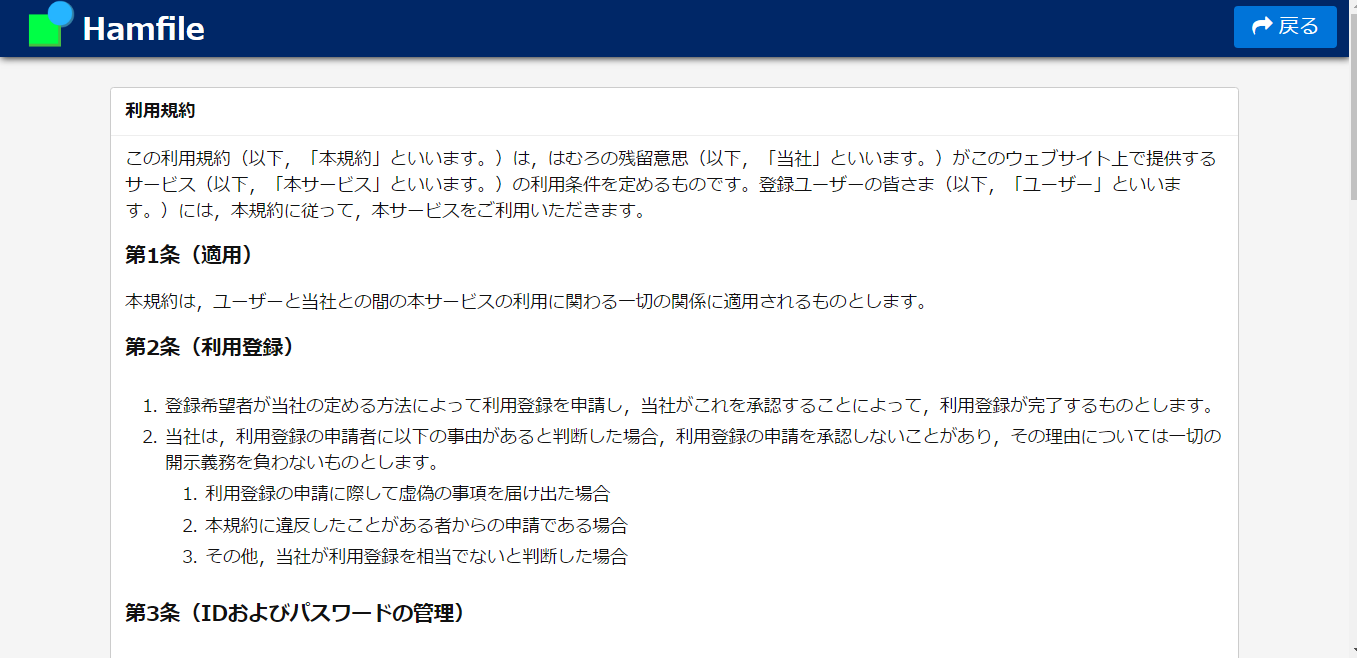 Hamfile
戻る
利用規約
この利用規約（以下，「本規約」といいます。）は，はむろの残留意思（以下，「当社」といいます。）がこのウェブサイト上で提供する
サービス（以下，「本サービス」といいます。）の利用条件を定めるものです。登録ユーザーの皆さま（以下，「ユーザー」といいま
す。）には，本規約に従って，本サービスをご利用いただきます。
第1条（適用）
本規約は，ユーザーと当社との間の本サービスの利用に関わる一切の関係に適用されるものとします。
第2条（利用登録）
1. 登録希望者が当社の定める方法によって利用登録を申請し，当社がこれを承認することによって，利用登録が完了するものとします。
2. 当社は，利用登録の申請者に以下の事由があると判断した場合，利用登録の申請を承認しないことがあり，その理由については一切の
開示義務を負わないものとします。
1. 利用登録の申請に際して虚偽の事項を届け出た場合
2. 本規約に違反したことがある者からの申請である場合
3. その他，当社が利用登録を相当でないと判断した場合
第3条（IDおよびパスワードの管理）